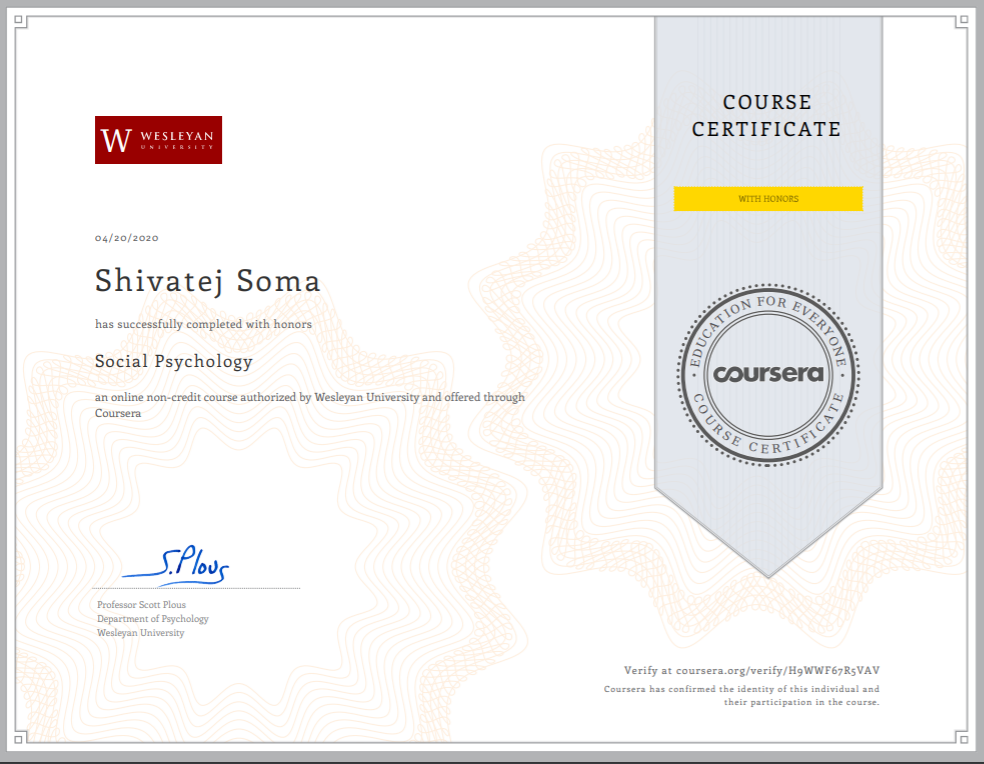 W WESLEYAN
UNIVERSITY
COURSE
CERTIFICATE
WITH HONORS
04/20/2020
Shivatej Soma
has successfully completed with honors
Social Psychology
an online non-credit course authorized by Wesleyan University and offered through
Coursera
EDUCATION FOR EVERYONE
coursera
COURSE CERTIFICATE
S. Plous
Professor Scott Plous
Department of Psychology
Wesleyan University
Verify at coursera.org/verify/H9WWF67R5VAV
Coursera has confirmed the identity of this individual and
their participation in the course.